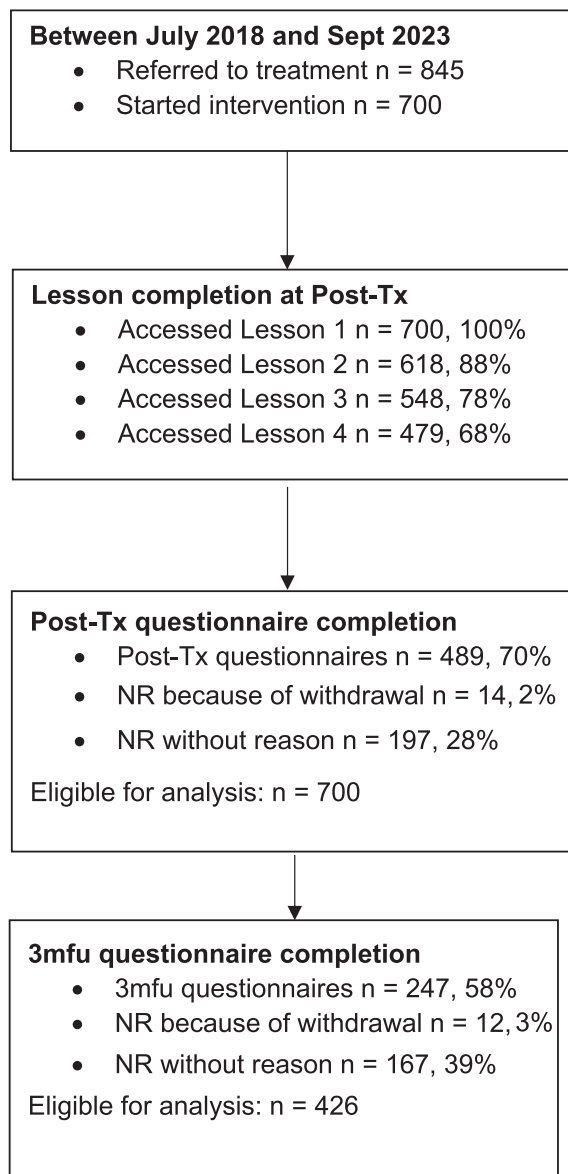 Between July 2018 and Sept 2023
• Referred to treatment n = 845
• Started intervention n = 700
Lesson completion at Post-Tx
• Accessed Lesson 1 n = 700, 100%
• Accessed Lesson 2 n = 618, 88%
• Accessed Lesson 3 n = 548, 78%
• Accessed Lesson 4 n = 479, 68%
Post-Tx questionnaire completion
• Post-Tx questionnaires n = 489, 70%
• NR because of withdrawal n = 14, 2%
• NR without reason n = 197, 28%
Eligible for analysis: n = 700
3mfu questionnaire completion
• 3mfu questionnaires n = 247, 58%
• NR because of withdrawal n = 12, 3%
• NR without reason n = 167, 39%
Eligible for analysis: n = 426